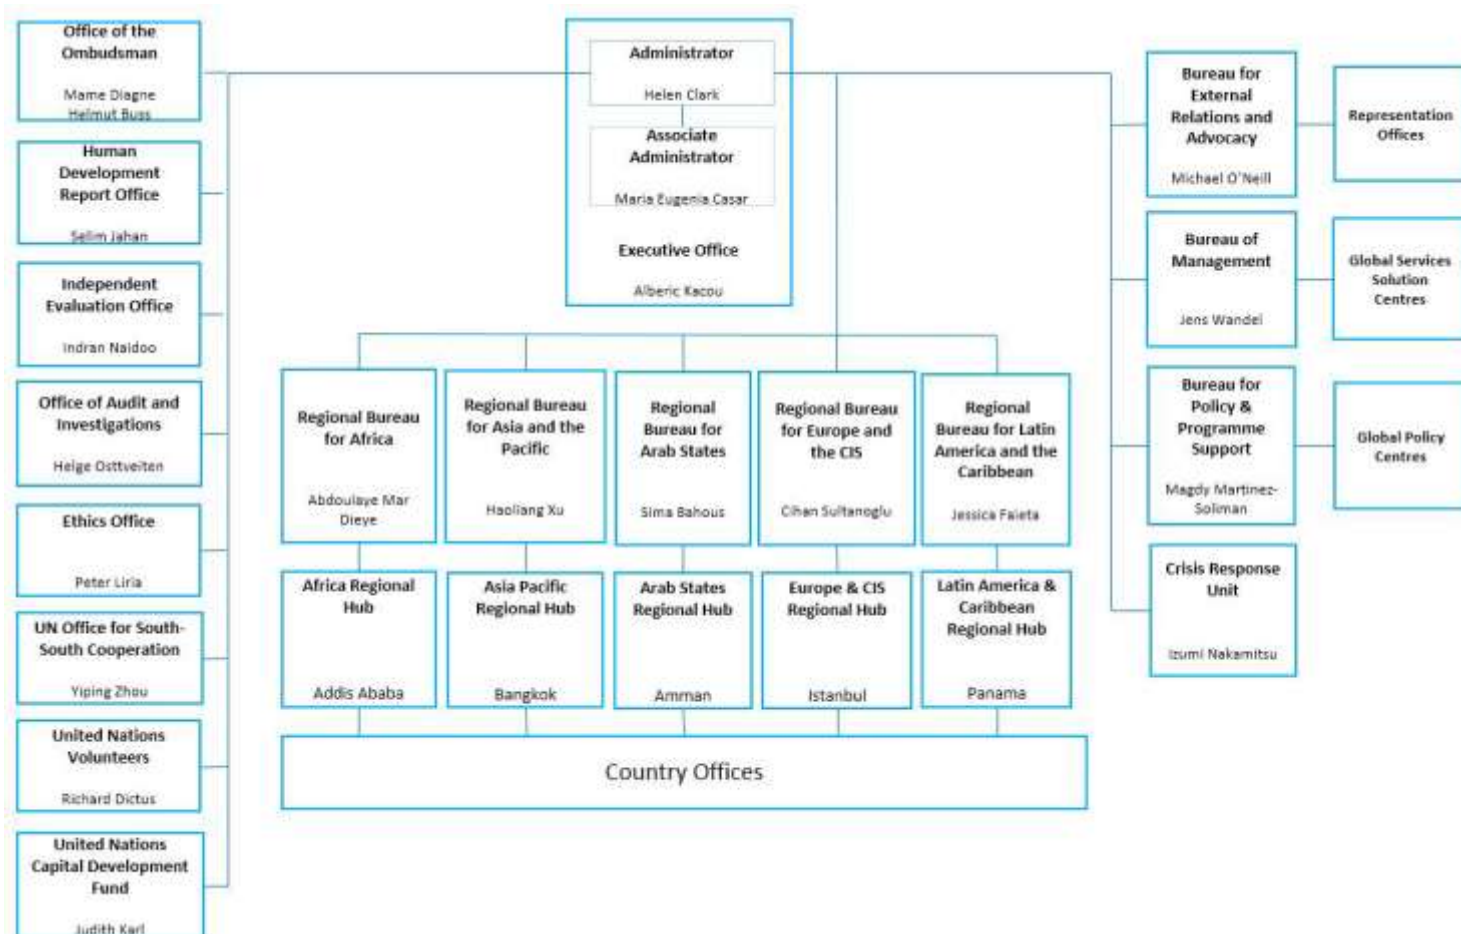 Office of the
Ombudsman
Mame Diagne
Helmut Buss
Human
Development
Report Office
Selim Jahan
Independent
Evaluation Office
Indran Naidoo
Office of Audit and
Investigations
Helge Osttveiten
Ethics Office
Peter Liria
UN Office for South-
South Cooperation
Yiping Zhou
United Nations
Volunteers
Richard Dictus
United Nations
Capital Development
Fund
Judith Karl
Administrator
Helen Clark
Associate
Administrator
Maria Eugenia Casar
Executive Office
Alberic Kacou
Regional Bureau
for Africa
Abdoulaye Mar
Dieye
Regional Bureau
for Asia and the
Pacific
Haoliang Xu
Regional
Bureau for
Arab States
Sima Bahous
Regional Bureau
for Europe and
the CIS
Cihan Sultanoglu
Regional
Bureau for Latin
America and the
Caribbean
Jessica Faieta
Africa Regional
Hub
Addis Ababa
Asia Pacific
Regional Hub
Bangkok
Arab States
Regional Hub
Amman
Europe & CIS
Regional Hub
Istanbul
Latin America &
Caribbean
Regional Hub
Panama
Country Offices
Bureau for
External
Relations and
Advocacy
Michael O'Neill
Representation
Offices
Bureau of
Management
Jens Wandel
Global Services
Solution
Centres
Bureau for
Policy &
Programme
Support
Magdy Martinez-
Soliman
Global Policy
Centres
Crisis Response
Unit
Izumi Nakamitsu